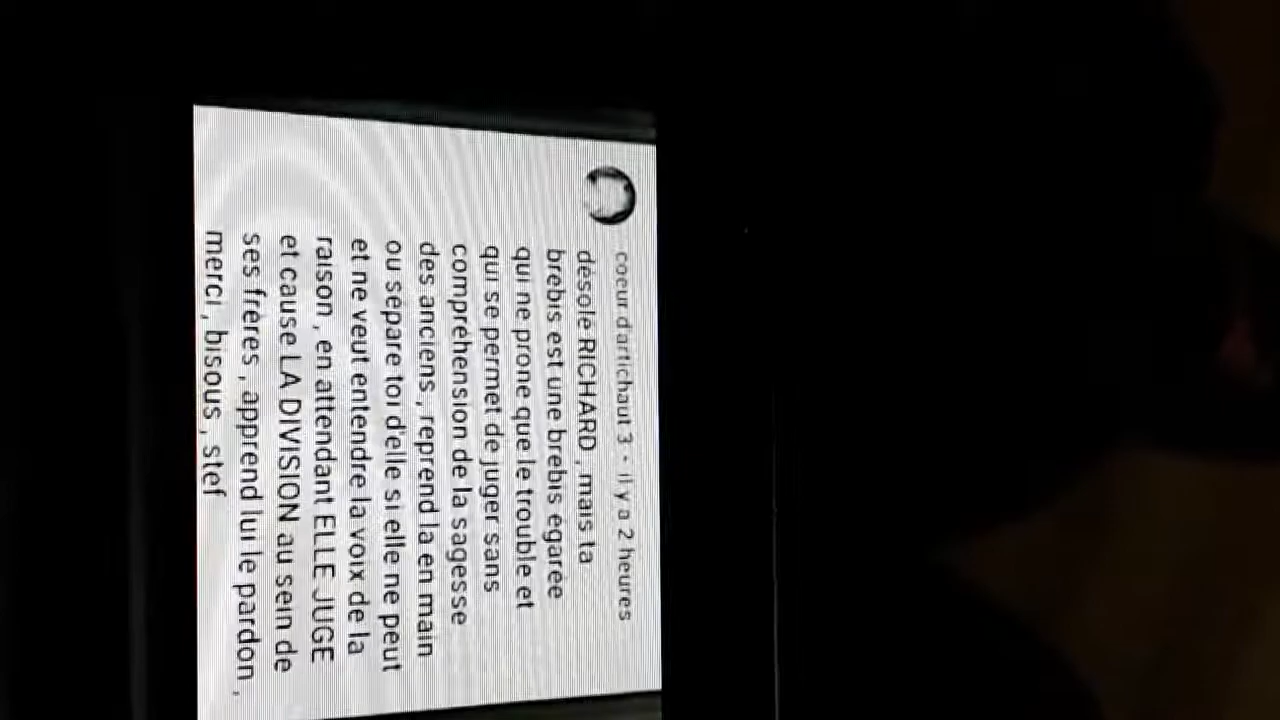 coeur d'artichaut 3 - il y a 2 heures
désolé RICHARD , mais ta
brebis est une brebis égarée
qui ne prone que le trouble et
qui se permet de juger sans
compréhension de la sagesse
des anciens , reprend la en main
ou sépare toi d'elle si elle ne peut
et ne veut entendre la voix de la
raison , en attendant ELLE JUGE
et cause LA DIVISION au sein de
ses frères , apprend lui le pardon ,
merci , bisous , stef